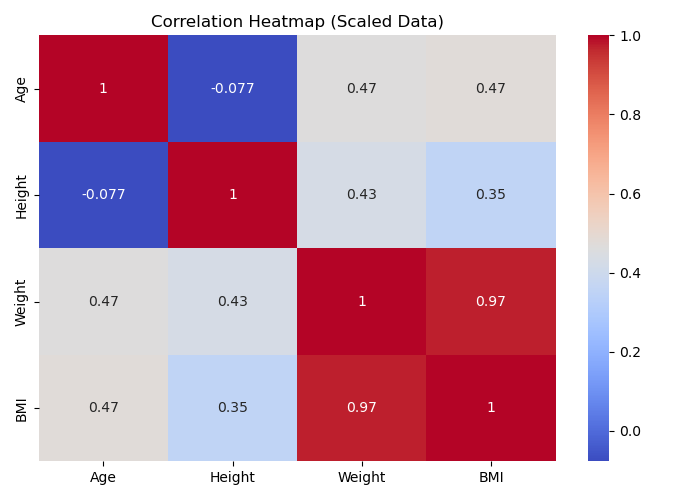 Correlation Heatmap (Scaled Data)
Age 1 -0.077 0.47 0.47
Height -0.077 1 0.43 0.35
Weight 0.47 0.43 1 0.97
BMI 0.47 0.35 0.97 1
Age Height Weight BMI
1.0
0.8
0.6
0.4
0.2
0.0